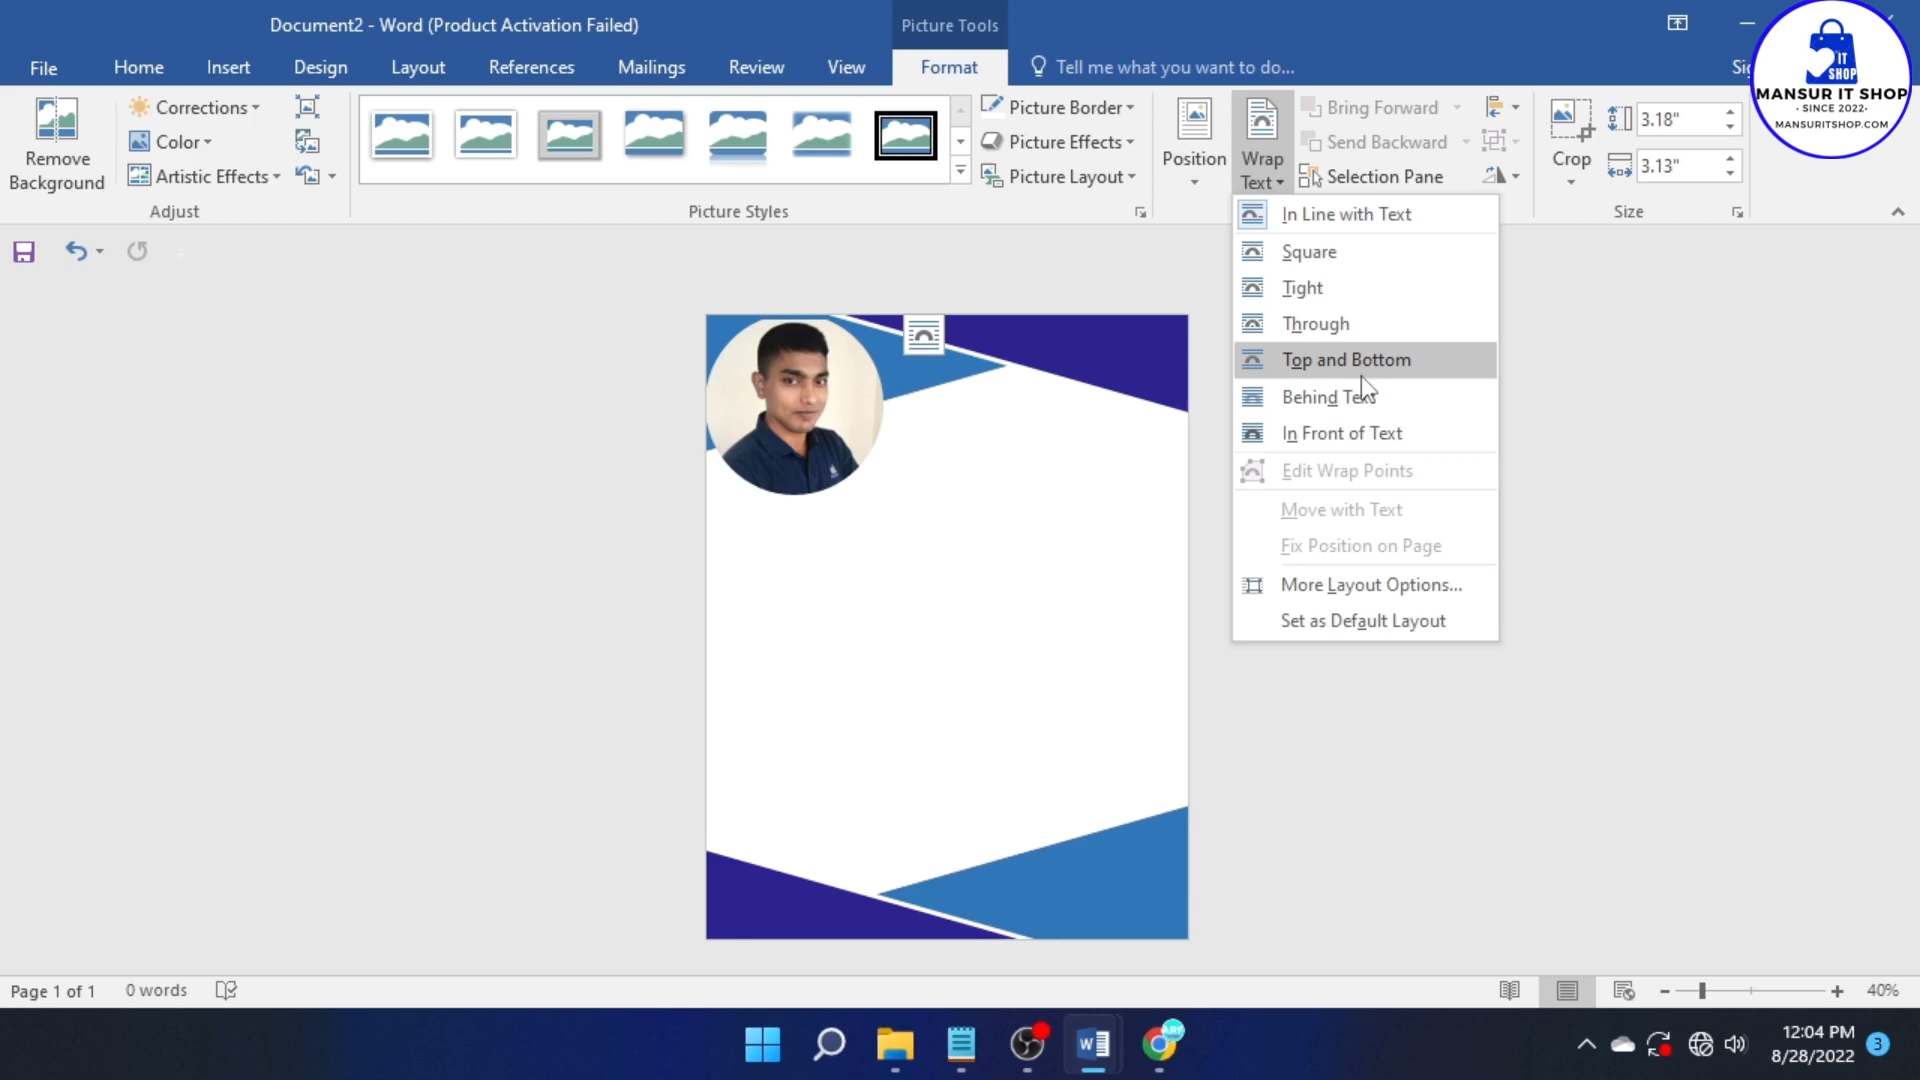 Document2 - Word (Product Activation Failed)
Picture Tools
File
Home
Insert
Design
Layout
References
Mailings
Review
View
Format
Tell me what you want to do...
IT
SHOP
MANSUR IT SHOP
· SINCE 2022·
MANSURITSHOP.COM
Remove
Background
Corrections
Color
Artistic Effects
Adjust
Picture Styles
Picture Border
Picture Effects
Picture Layout
Position
Wrap
Text
Bring Forward
Send Backward
Selection Pane
Crop
3.18"
3.13"
Size
In Line with Text
Square
Tight
Through
Top and Bottom
Behind Text
In Front of Text
Edit Wrap Points
Move with Text
Fix Position on Page
More Layout Options...
Set as Default Layout
Page 1 of 1
0 words
40%
12:04 PM
8/28/2022
3